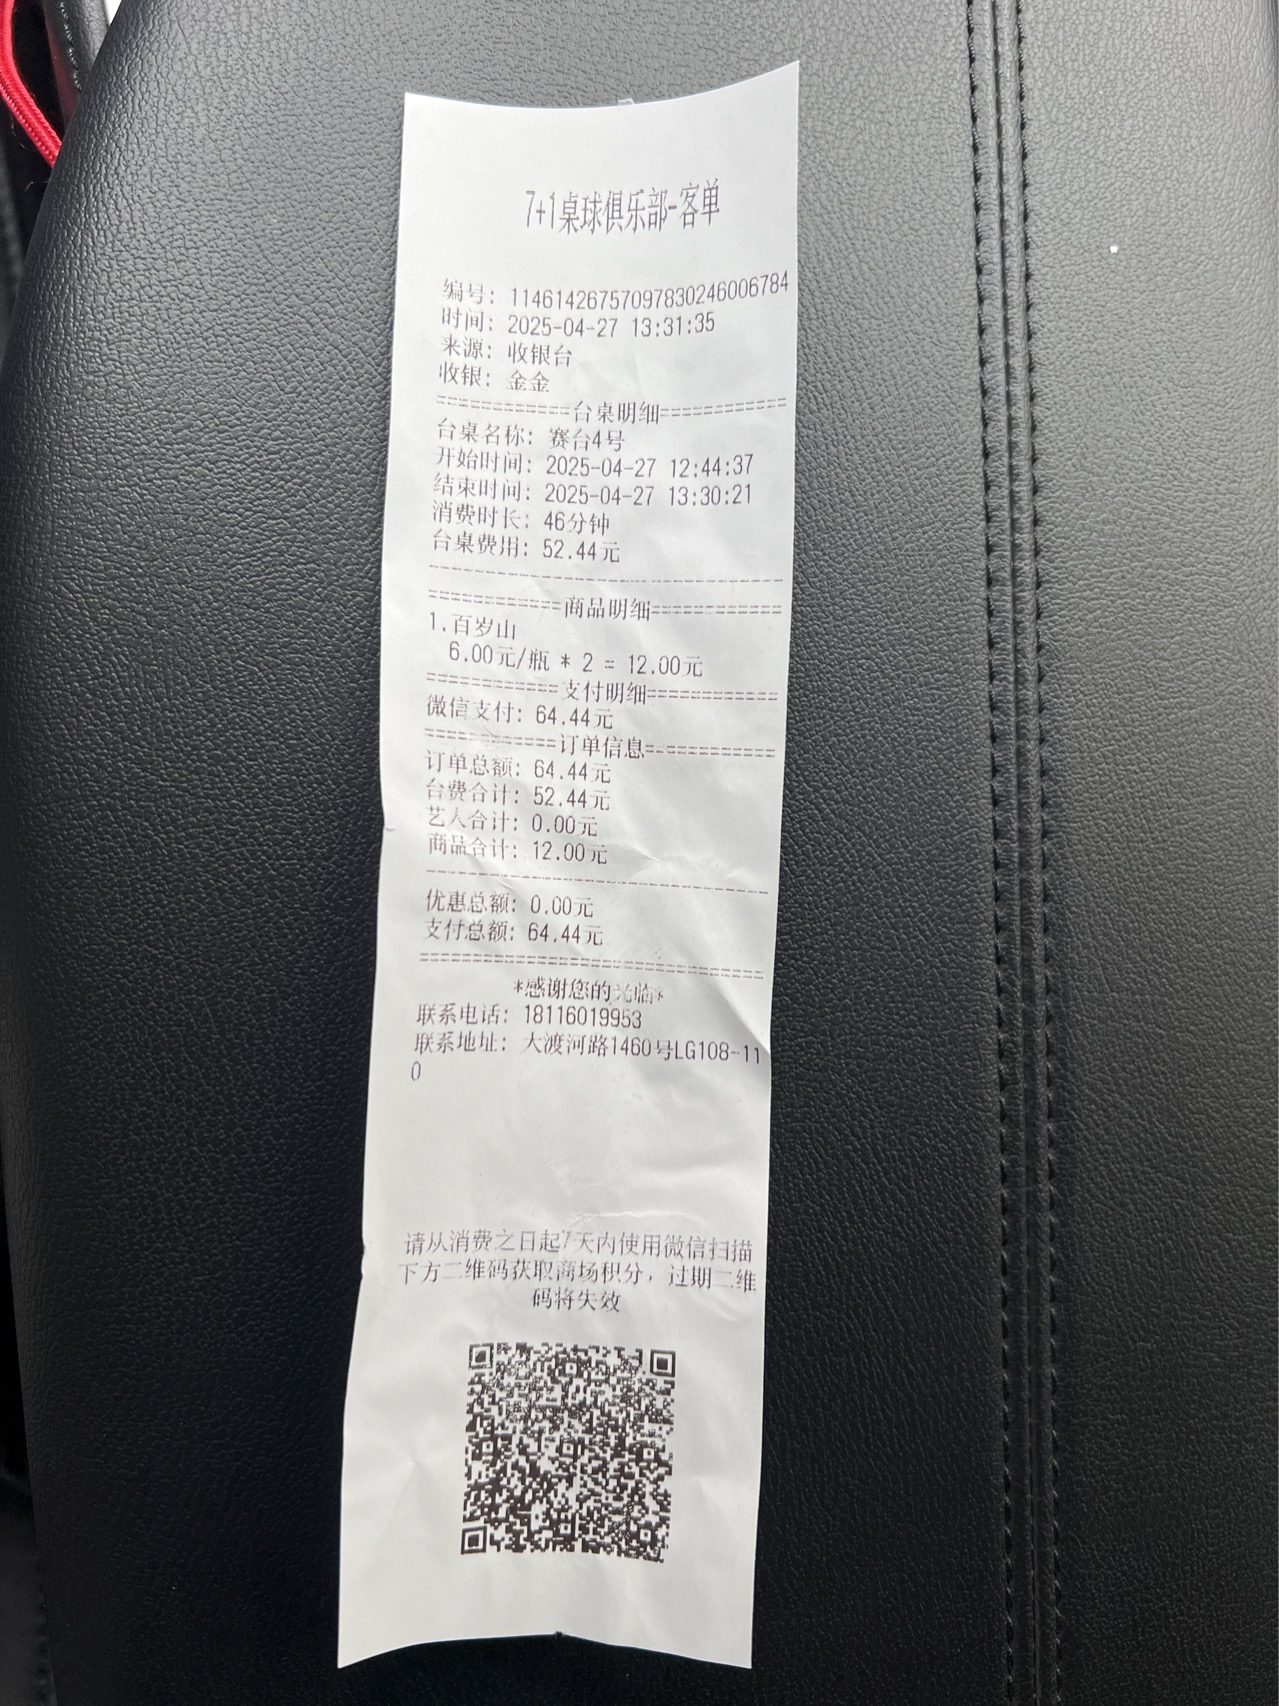 7+1桌球俱乐部-客单
编号: 1146142675709783024600678​4
时间: 2025-04-27 13:31:35
来源: 收银台
收银: 金金
============台桌明细============
台桌名称: 赛台4号
开始时间: 2025-04-27 12:44:37
结束时间: 2025-04-27 13:30:21
消费时长: 46分钟
台桌费用: 52.44元
--------------------------------
============商品明细============
1.百岁山
6.00元/瓶 * 2 = 12.00元
============支付明细============
微信支付: 64.44元
============订单信息============
订单总额: 64.44元
台费合计: 52.44元
艺人合计: 0.00元
商品合计: 12.00元
--------------------------------
优惠总额: 0.00元
支付总额: 64.44元
================================
*感谢您的光临*
联系电话: 18116019953
联系地址: 大渡河路1460号LG108-11
0
请从消费之日起7天内使用微信扫描
下方二维码获取商场积分，过期二维
码将失效